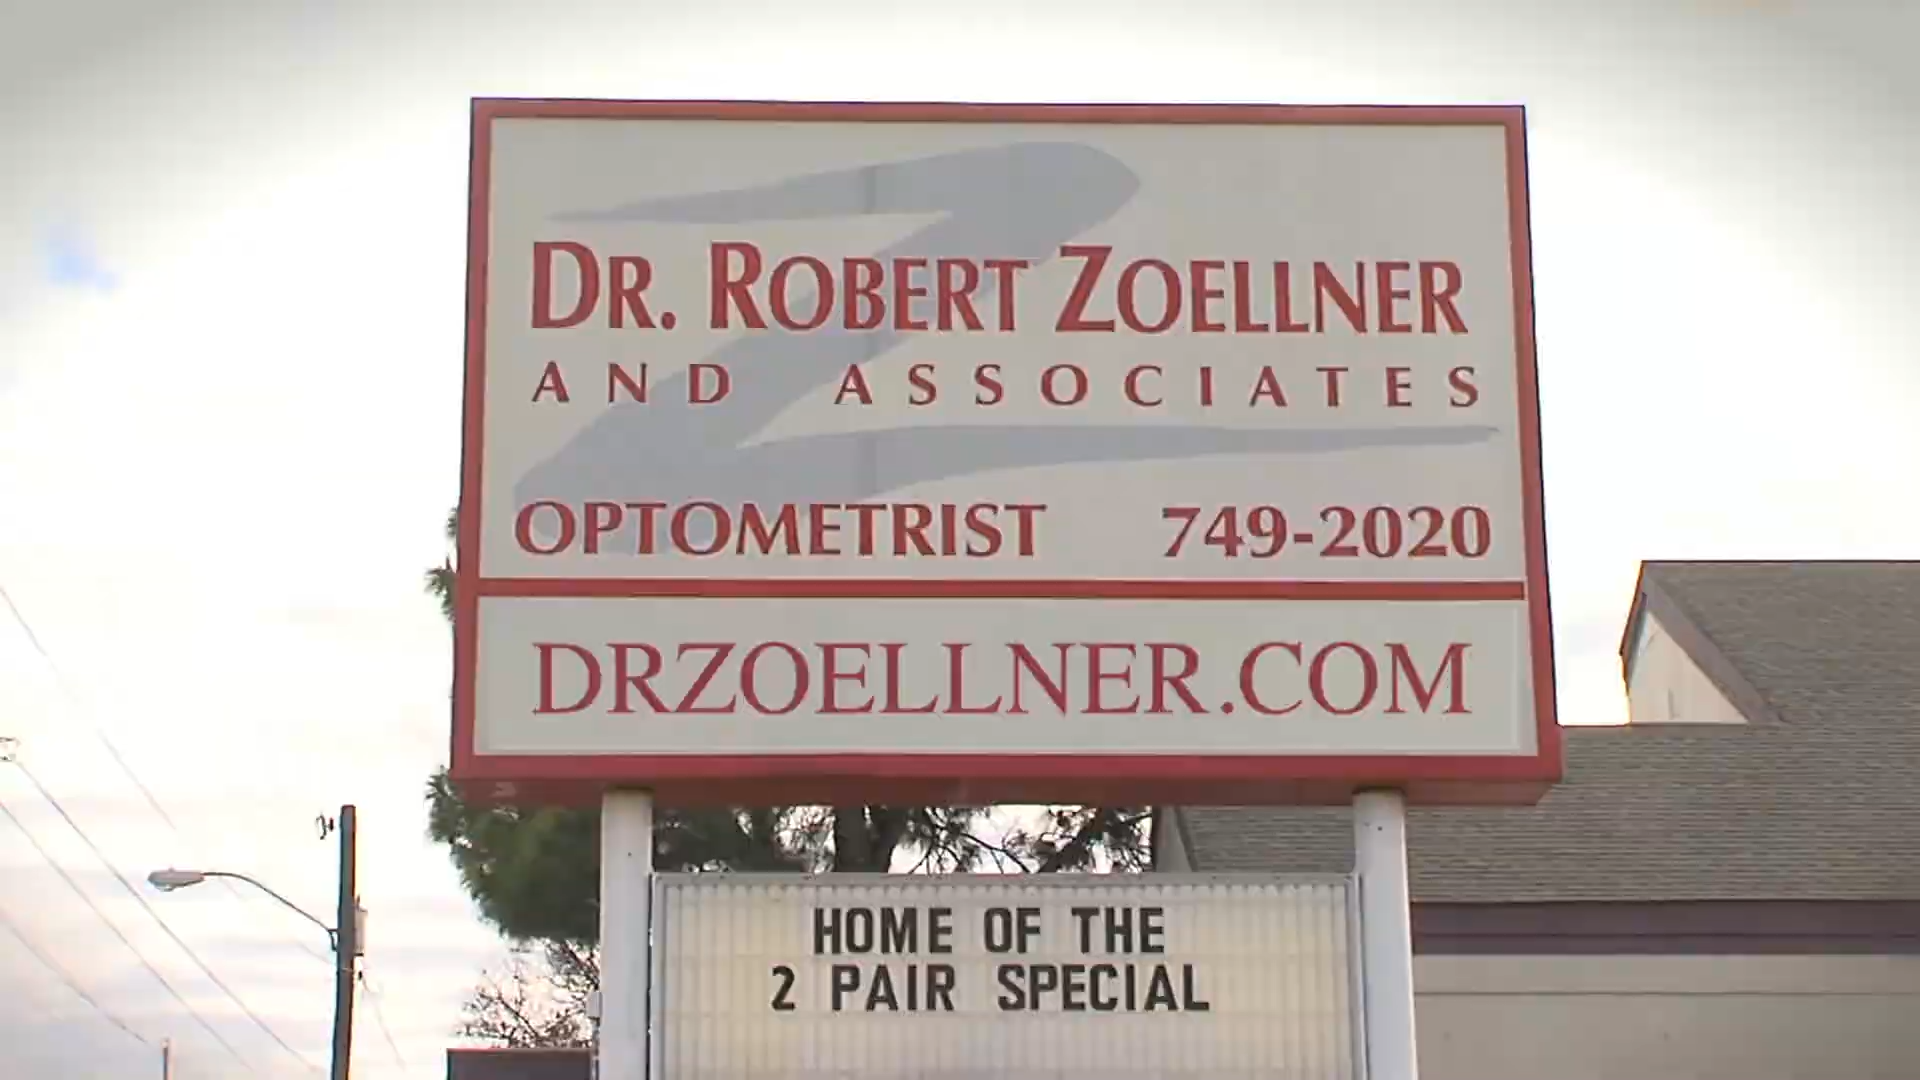 DR. ROBERT ZOELLNER
AND ASSOCIATES
OPTOMETRIST 749-2020
DRZOELLNER.COM
HOME OF THE
2 PAIR SPECIAL